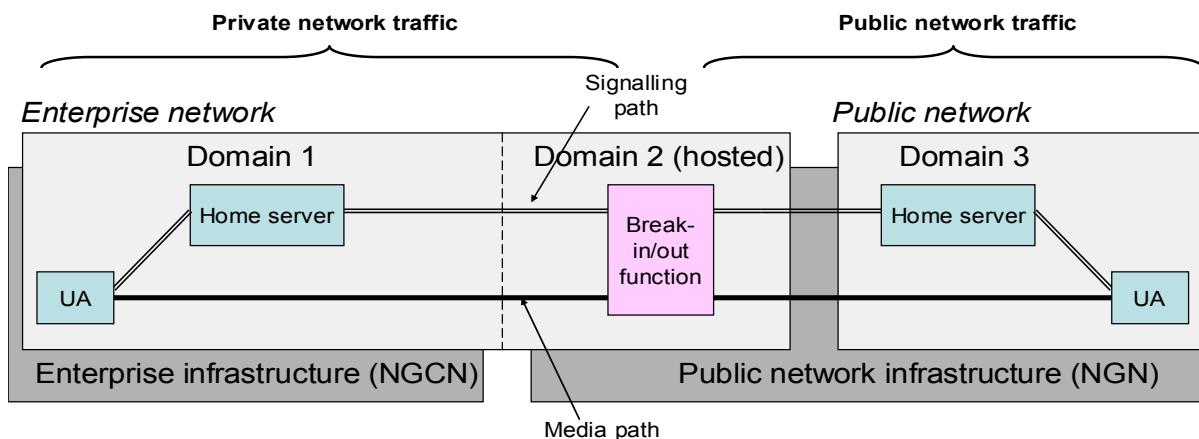 Private network traffic
Public network traffic
Signalling
path
Enterprise network
Public network
Domain 1
Domain 2 (hosted)
Domain 3
Home server
Break-
in/out
function
Home server
UA
UA
Enterprise infrastructure (NGCN)
Public network infrastructure (NGN)
Media path